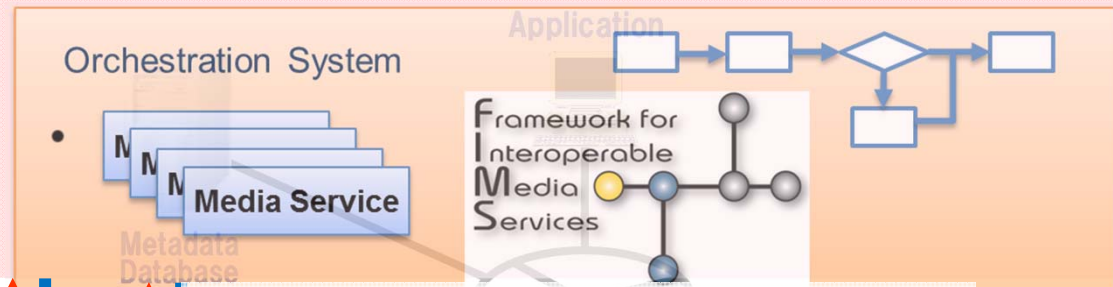 Application
Orchestration System
•
M
M
M
Media Service
Framework for
Interoperable
Media
Services
Metadata
Database